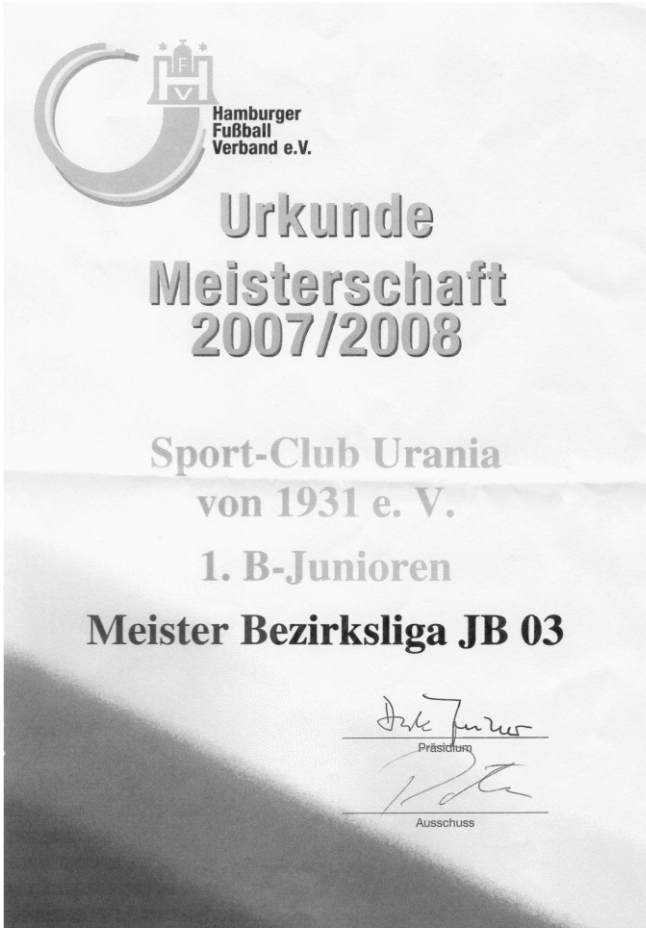 HFV
Hamburger
Fußball
Verband e.V.
Urkunde
Meisterschaft
2007/2008
Sport-Club Urania
von 1931 e. V.
1. B-Junioren
Meister Bezirksliga JB 03
Präsidium
Ausschuss